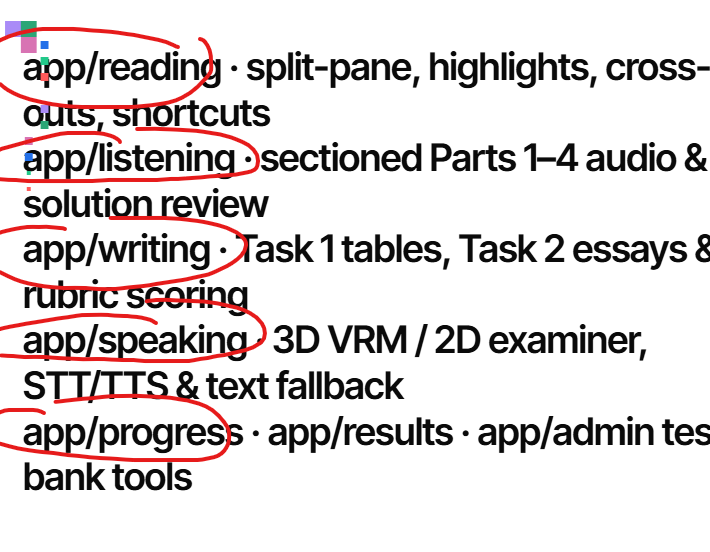 app/reading · split-pane, highlights, cross-
outs, shortcuts
app/listening · sectioned Parts 1–4 audio &
solution review
app/writing · Task 1 tables, Task 2 essays &
rubric scoring
app/speaking · 3D VRM / 2D examiner,
STT/TTS & text fallback
app/progress · app/results · app/admin tes
bank tools